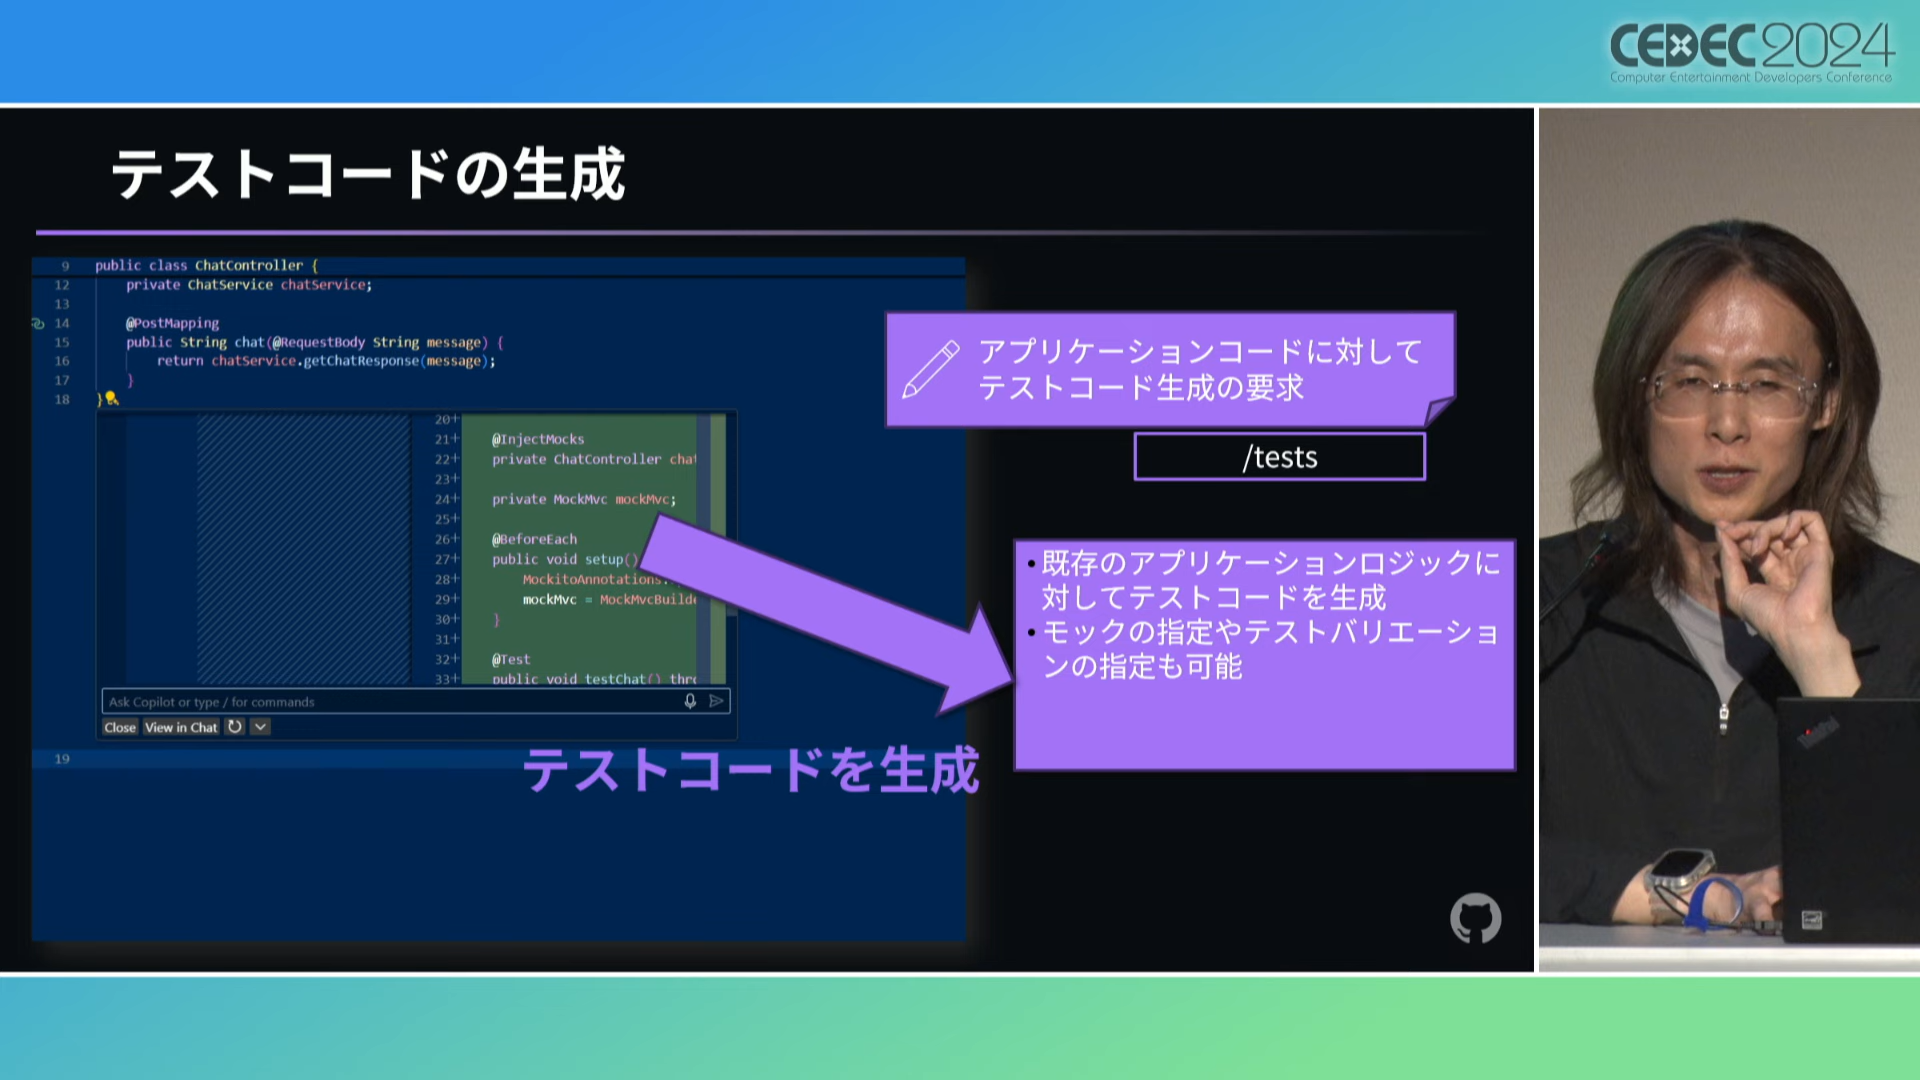 CEDEC2024
Computer Entertainment Developers Conference
テストコードの生成
9 public class ChatController {
12 private ChatService chatService;
13
14 @PostMapping
15 public String chat(@RequestBody String message) {
16 return chatService.getChatResponse(message);
17 }
18 }
20+
21+ @InjectMocks
22+ private ChatController chat
23+
24+ private MockMvc mockMvc;
25+
26+ @BeforeEach
27+ public void setup()
28+ MockitoAnnotations.
29+ mockMvc = MockMvcBuilde
30+ }
31+
32+ @Test
33+ public void testChat() thro
Ask Copilot or type / for commands
Close View in Chat
19
テストコードを生成
アプリケーションコードに対して
テストコード生成の要求
/tests
•既存のアプリケーションロジックに
対してテストコードを生成
•モックの指定やテストバリエーショ
ンの指定も可能
ThinkPad